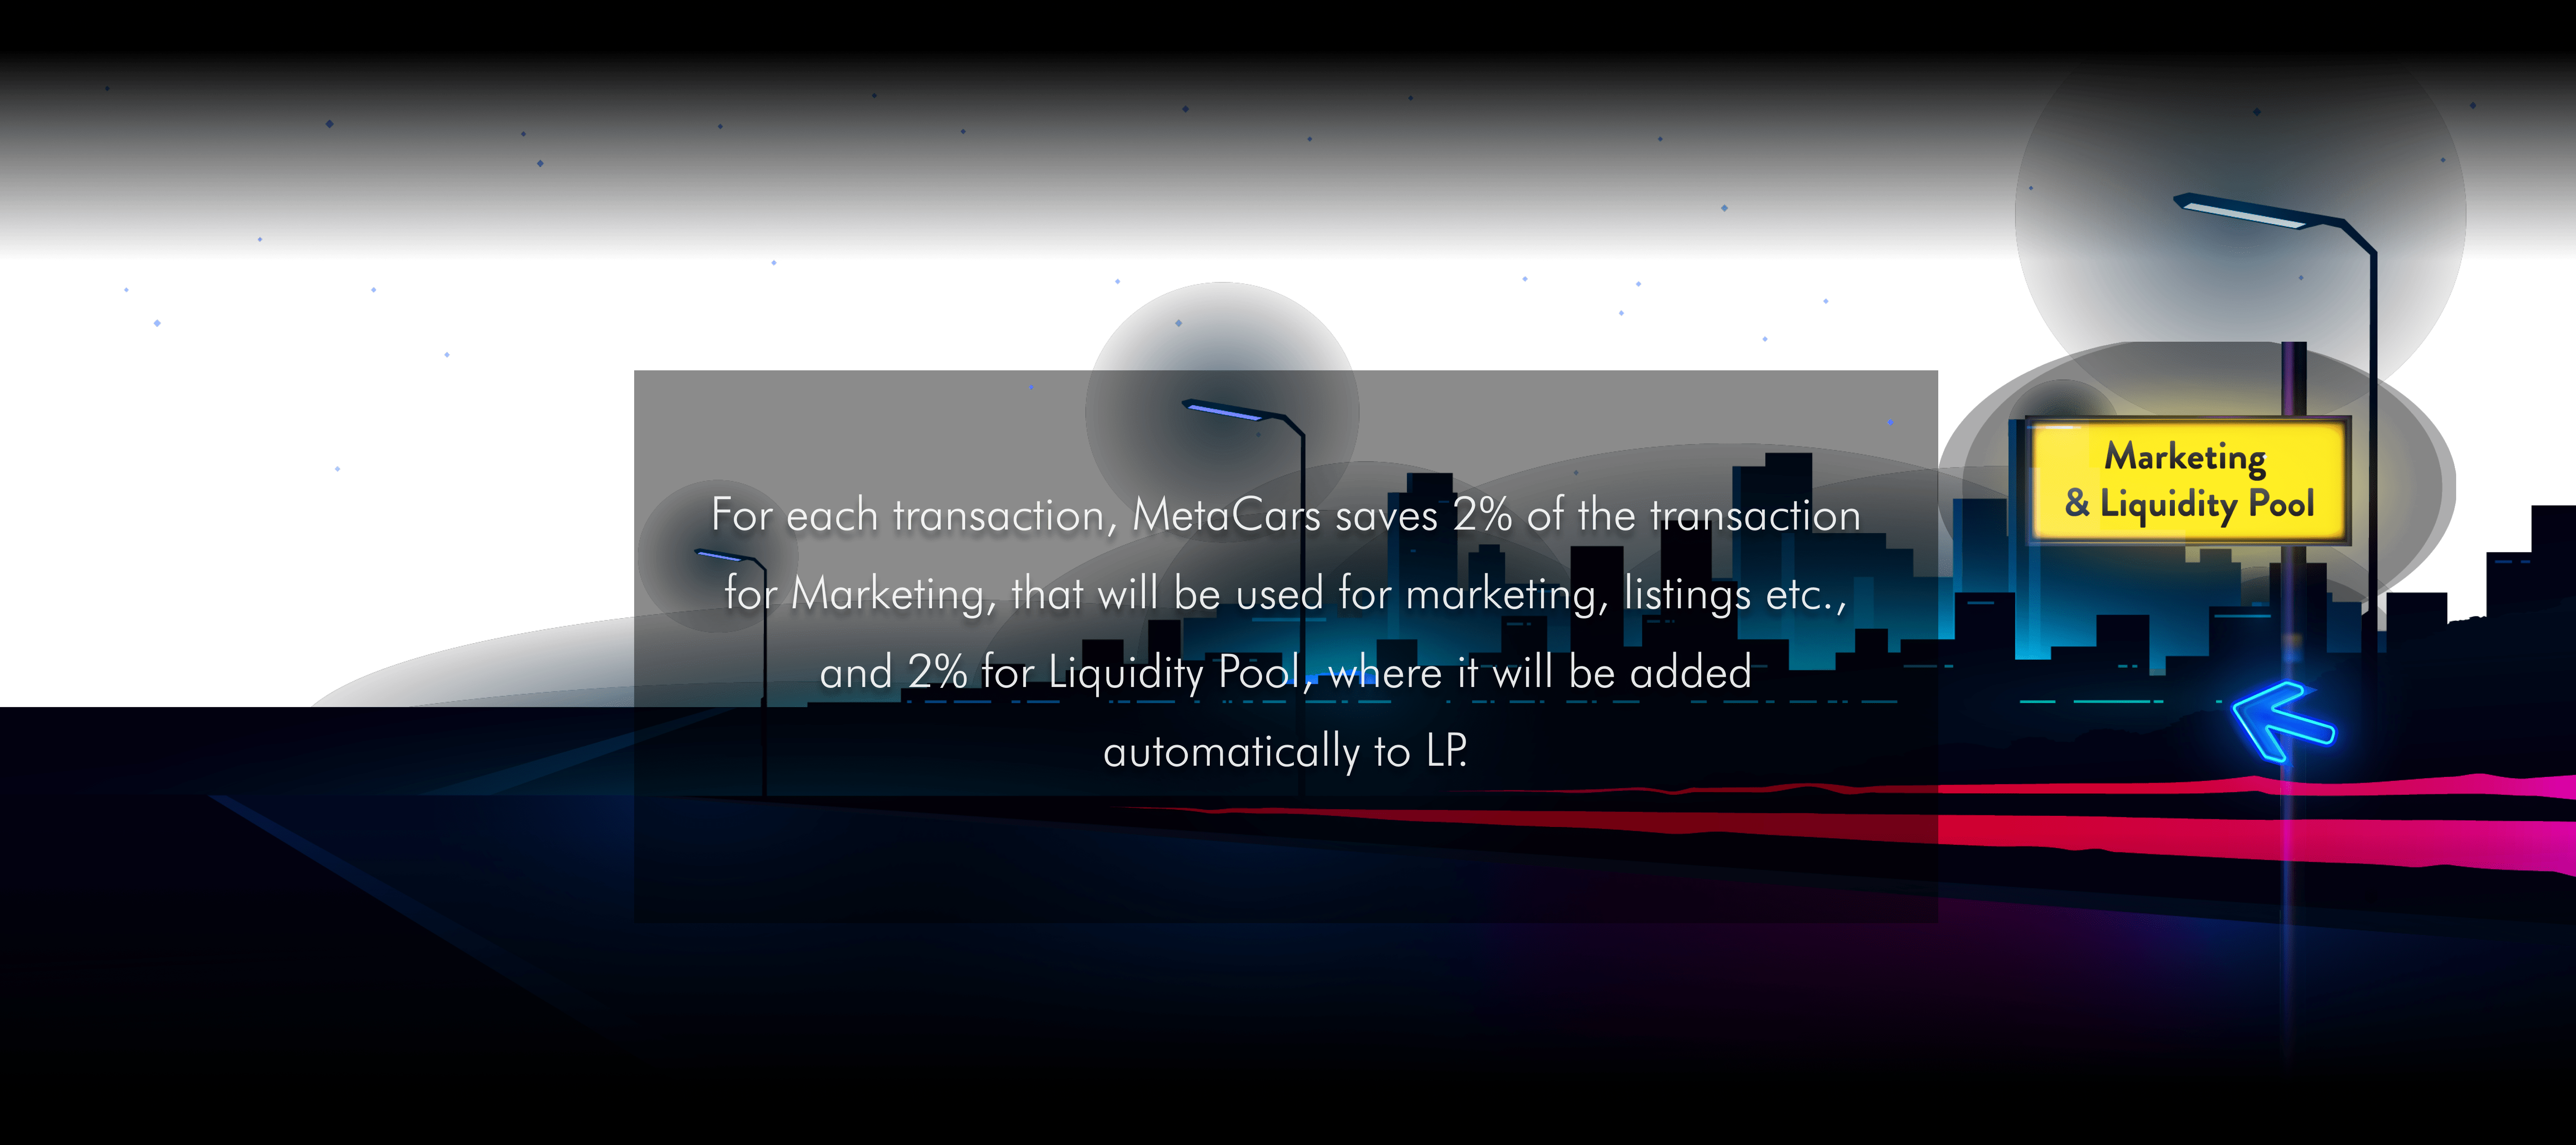 Marketing
& Liquidity Pool
For each transaction, MetaCars saves 2% of the transaction
for Marketing, that will be used for marketing, listings etc.,
and 2% for Liquidity Pool, where it will be added
automatically to LP.